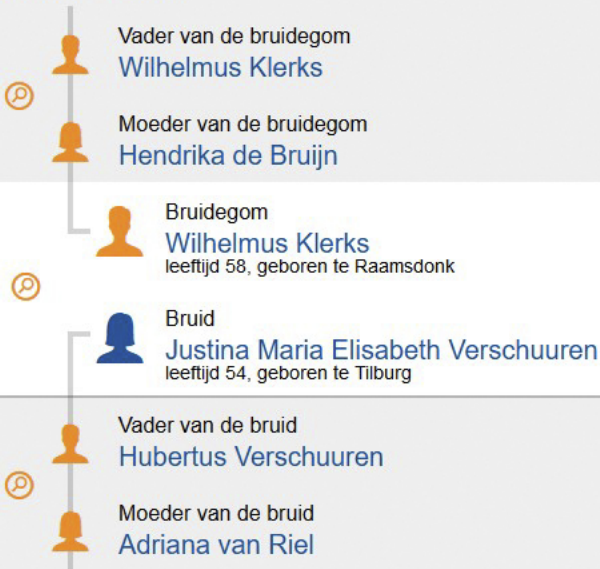 Vader van de bruidegom
Wilhelmus Klerks
Moeder van de bruidegom
Hendrika de Bruijn
Bruidegom
Wilhelmus Klerks
leeftijd 58, geboren te Raamsdonk
Bruid
Justina Maria Elisabeth Verschuuren
leeftijd 54, geboren te Tilburg
Vader van de bruid
Hubertus Verschuuren
Moeder van de bruid
Adriana van Riel